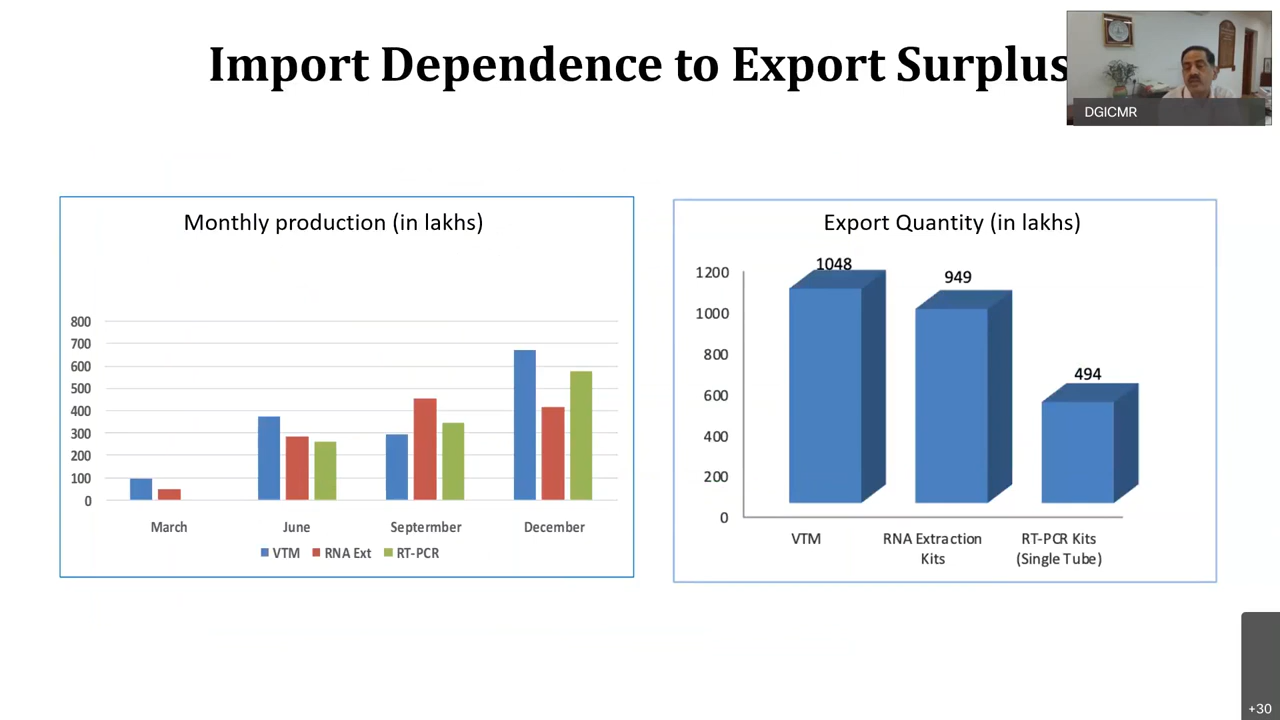 Import Dependence to Export Surplus
DGICMR
Monthly production (in lakhs)
800
700
600
500
400
300
200
100
0
March June Septermber December
VTM RNA Ext RT-PCR
Export Quantity (in lakhs)
1200
1000
800
600
400
200
0
1048
949
494
VTM RNA Extraction RT-PCR Kits
Kits (Single Tube)
+30